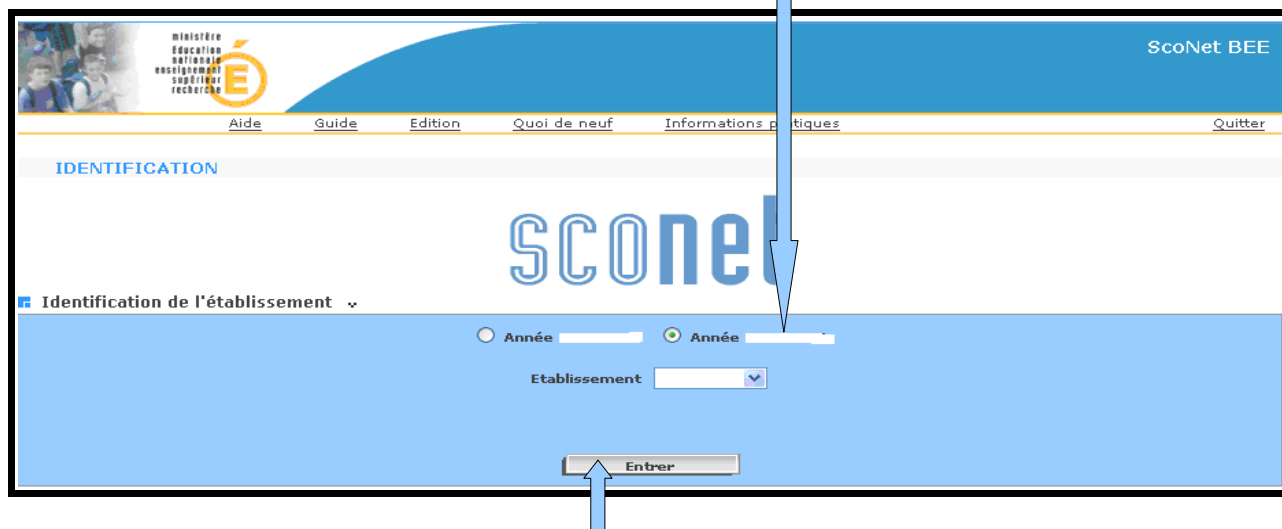 ministère
éducation
nationale
enseignement
supérieur
recherche
É
ScoNet BEE
Aide Guide Edition Quoi de neuf Informations Quitter
IDENTIFICATION
sconet
Identification de l'établissement
Année Année
Etablissement
Entrer